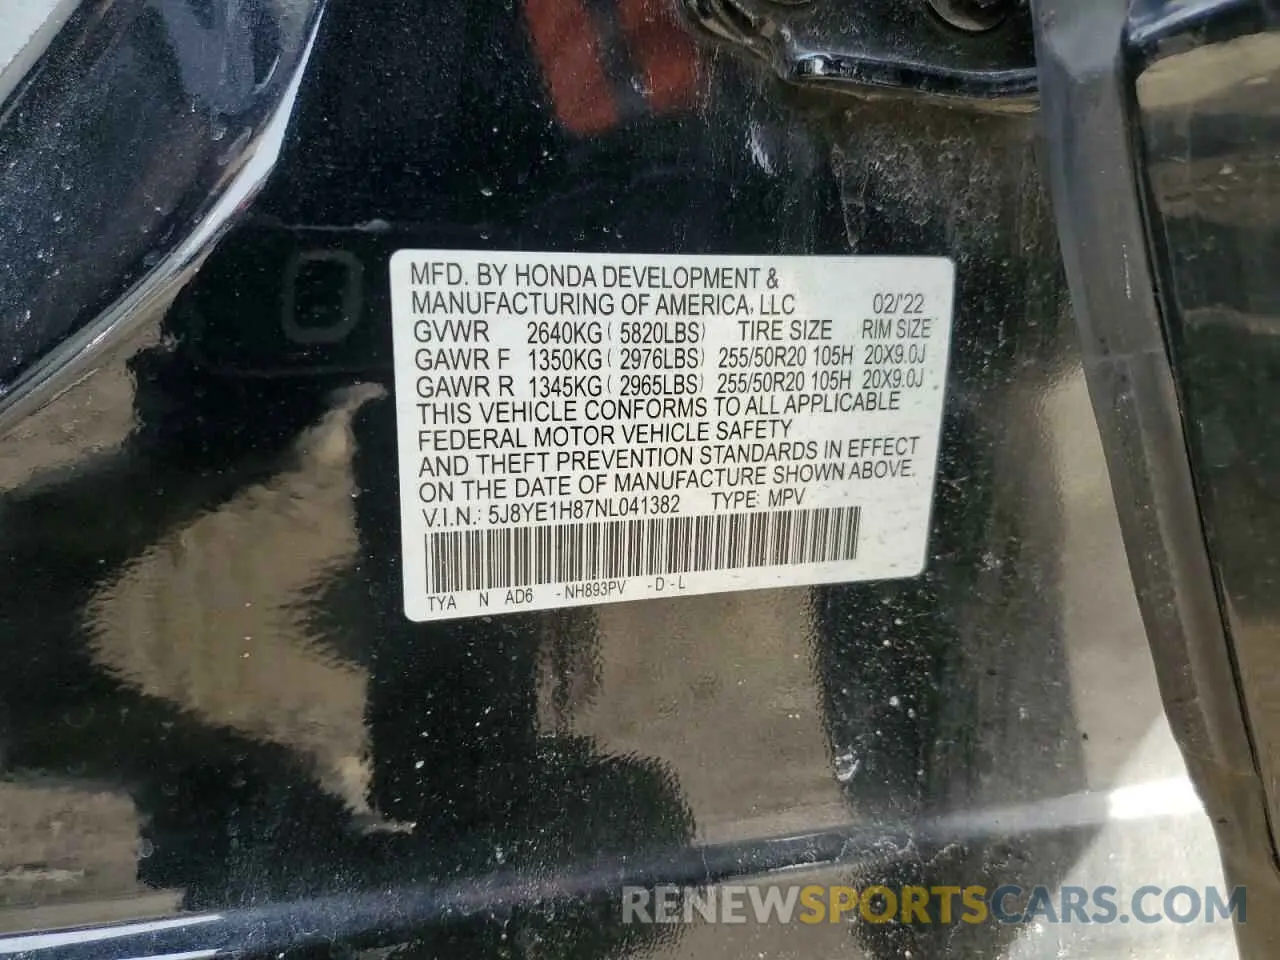 MFD. BY HONDA DEVELOPMENT &
MANUFACTURING OF AMERICA, LLC 02/'22
GVWR 2640KG ( 5820LBS) TIRE SIZE RIM SIZE
GAWR F 1350KG ( 2976LBS) 255/50R20 105H 20X9.0J
GAWR R 1345KG ( 2965LBS) 255/50R20 105H 20X9.0J
THIS VEHICLE CONFORMS TO ALL APPLICABLE
FEDERAL MOTOR VEHICLE SAFETY
AND THEFT PREVENTION STANDARDS IN EFFECT
ON THE DATE OF MANUFACTURE SHOWN ABOVE.
V.I.N.: 5J8YE1H87NL041382 TYPE: MPV
TYA N AD6 -NH893PV -D-L
RENEWSPORTSCARS.COM